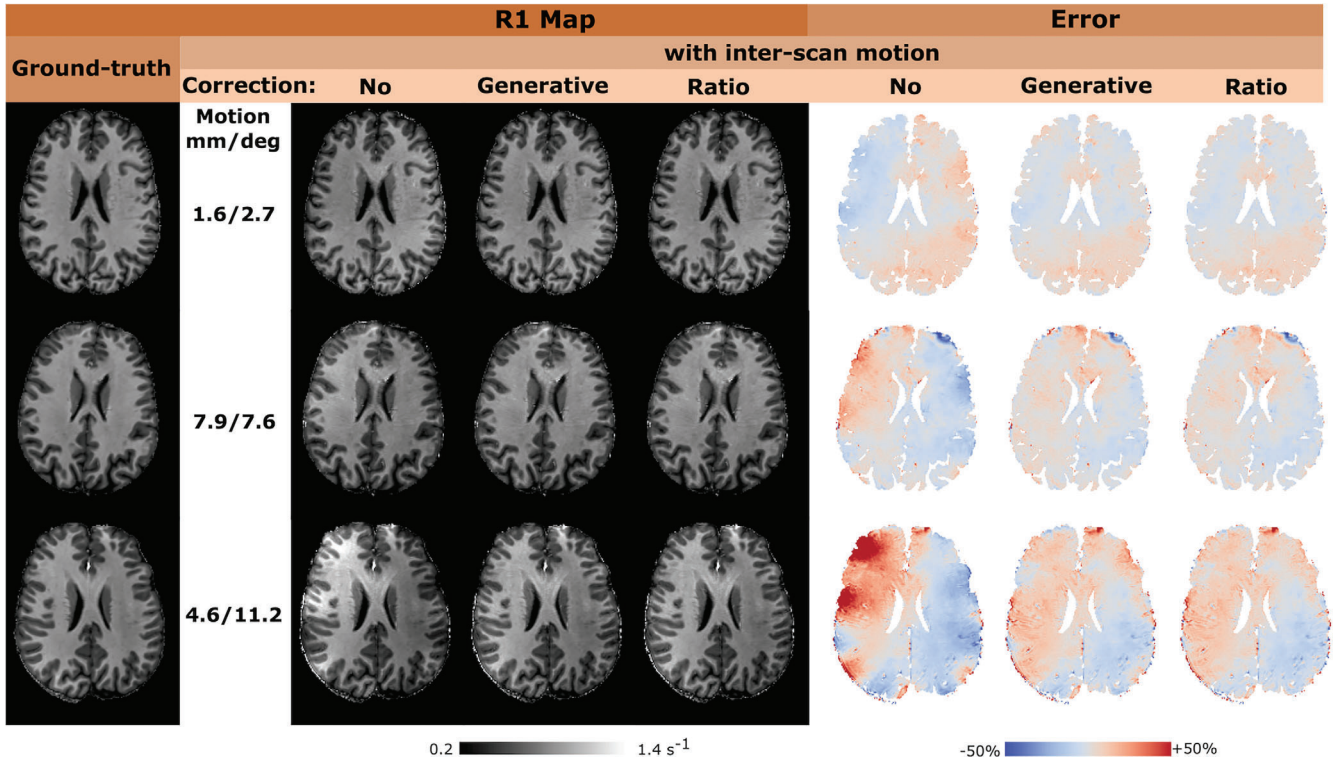 R1 Map Error
Ground-truth with inter-scan motion
Correction: No Generative Ratio No Generative Ratio
Motion
mm/deg
1.6/2.7
7.9/7.6
4.6/11.2
0.2 1.4 s⁻¹ -50% +50%